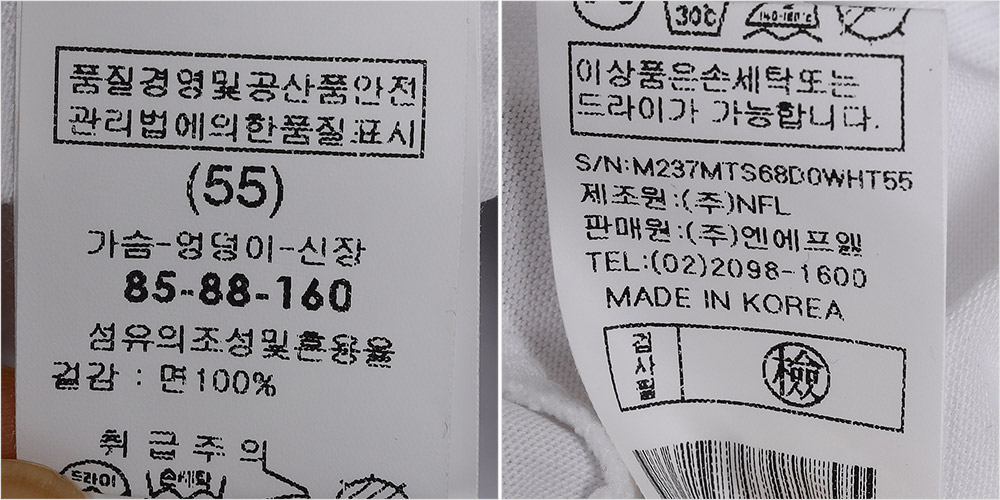 품질경영및공산품안전
관리법에의한품질표시
(55)
가슴-엉덩이-신장
85-88-160
섬유의조성및혼용율
겉감 : 면100%
취급주의
드라이
손세탁
30℃
140-160℃
이상품은손세탁또는
드라이가 가능합니다.
S/N:M237MTS68D0WHT55
제조원:(주)NFL
판매원:(주)엔에프엘
TEL:(02)2098-1600
MADE IN KOREA
검사필
檢